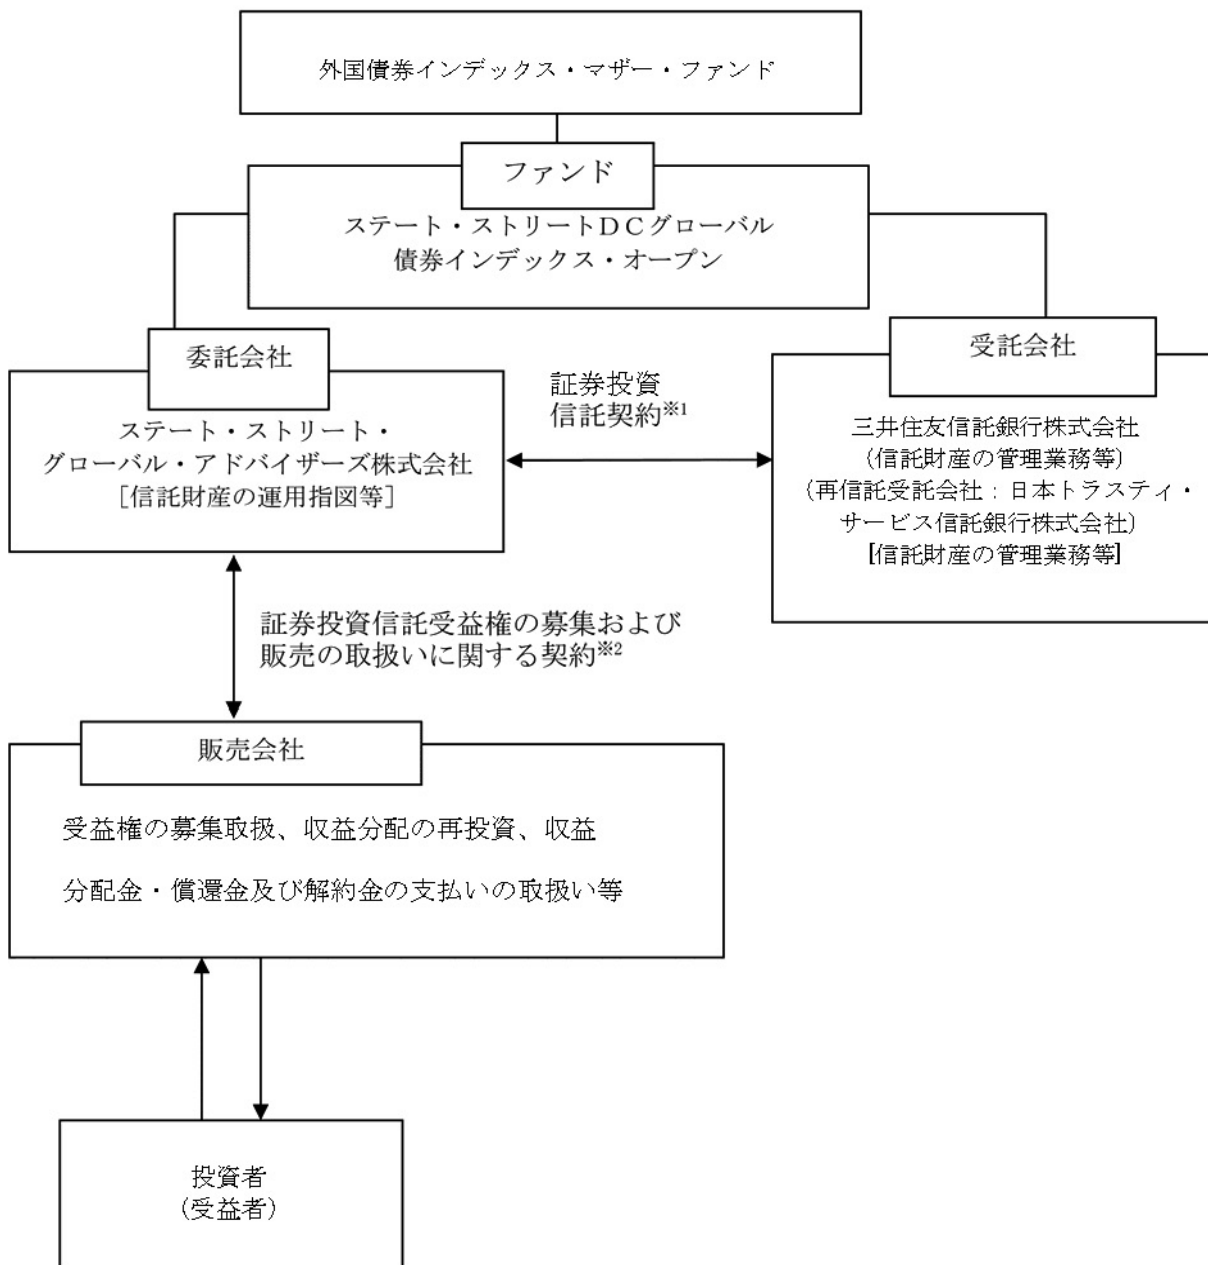 外国債券インデックス・マザー・ファンド
ファンド
ステート・ストリートＤＣグローバル
債券インデックス・オープン
委託会社
ステート・ストリート・
グローバル・アドバイザーズ株式会社
［信託財産の運用指図等］
証券投資
信託契約※1
受託会社
三井住友信託銀行株式会社
（信託財産の管理業務等）
（再信託受託会社：日本トラスティ・
サービス信託銀行株式会社）
[信託財産の管理業務等]
証券投資信託受益権の募集および
販売の取扱いに関する契約※2
販売会社
受益権の募集取扱、収益分配の再投資、収益
分配金・償還金及び解約金の支払いの取扱い等
投資者
（受益者）